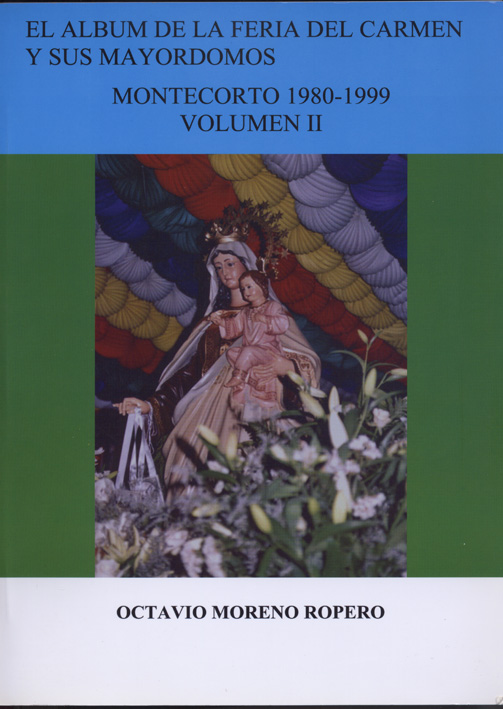 EL ALBUM DE LA FERIA DEL CARMEN
Y SUS MAYORDOMOS
MONTECORTO 1980-1999
VOLUMEN II
OCTAVIO MORENO ROPERO